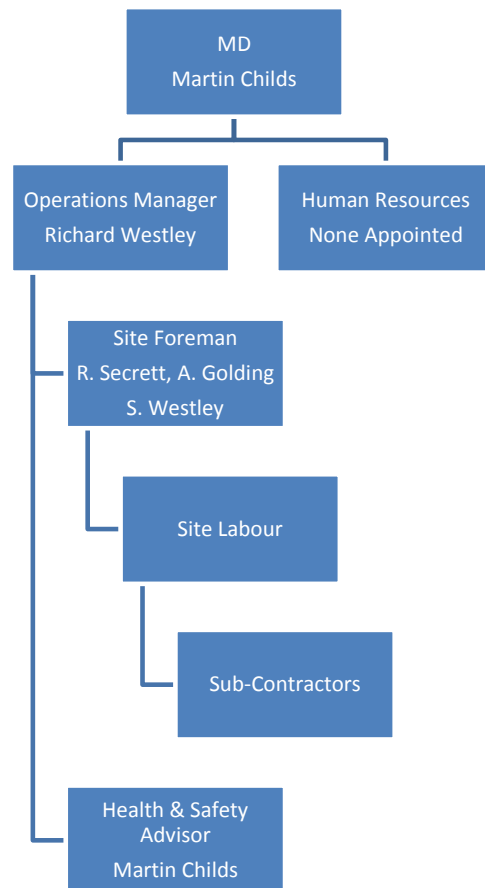 MD
Martin Childs
Operations Manager
Richard Westley
Human Resources
None Appointed
Site Foreman
R. Secrett, A. Golding
S. Westley
Site Labour
Sub-Contractors
Health & Safety
Advisor
Martin Childs